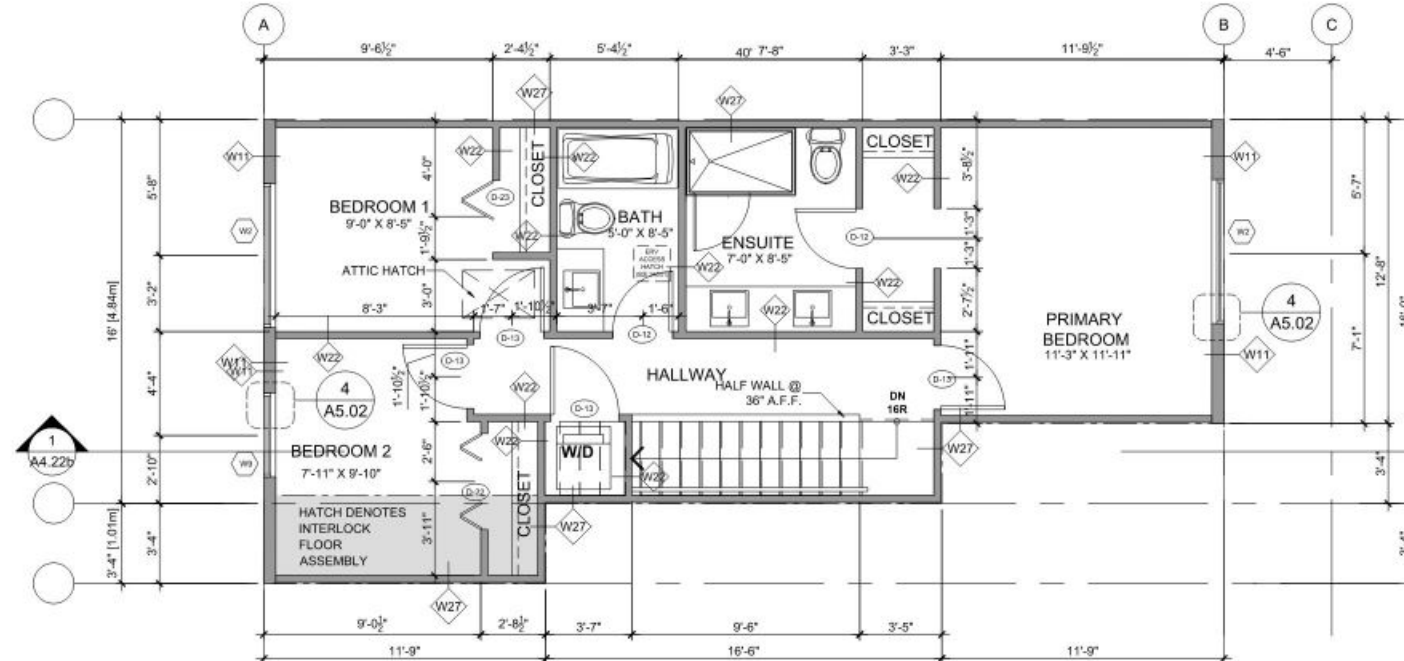 A
B
C
9'-6½"
2'-4½"
5'-4½"
40' 7'-8"
3'-3"
11'-9½"
4'-6"
W27
W27
W11
W22
4'-0"
CLOSET
W22
CLOSET
W22
3'-8½"
W11
5'-8"
5'-7"
D-23
BEDROOM 1
9'-0" X 8'-5"
BATH
5'-0" X 8'-5"
ENSUITE
7'-0" X 8'-5"
1'-3"
1'-3"
D-12
W2
W22
W22
W2
1'-9½"
ERV
ACCESS
HATCH
W22
W22
ATTIC HATCH
16' [4.84m]
3'-2"
3'-0"
2'-7½"
12'-8"
8'-3"
1'-7"
1'-10½"
3'-7"
1'-6"
W22
CLOSET
4
A5.02
PRIMARY
BEDROOM
11'-3" X 11'-11"
7'-1"
D-13
D-12
W22
W11
W11
D-13
W11
4'-4"
1'-10½"
1'-10½"
4
A5.02
HALLWAY
HALF WALL @
36" A.F.F.
DN
16R
D-13
1'-11"
1'-11"
W22
D-13
1
A4.22b
BEDROOM 2
7'-11" X 9'-10"
2'-6"
W22
W/D
W27
W22
2'-10"
D-22
CLOSET
3'-4"
HATCH DENOTES
INTERLOCK
FLOOR
ASSEMBLY
W27
3'-4" [1.01m]
3'-4"
3'-11"
W27
9'-0½"
2'-8½"
3'-7"
9'-6"
3'-5"
11'-9"
16'-6"
11'-9"